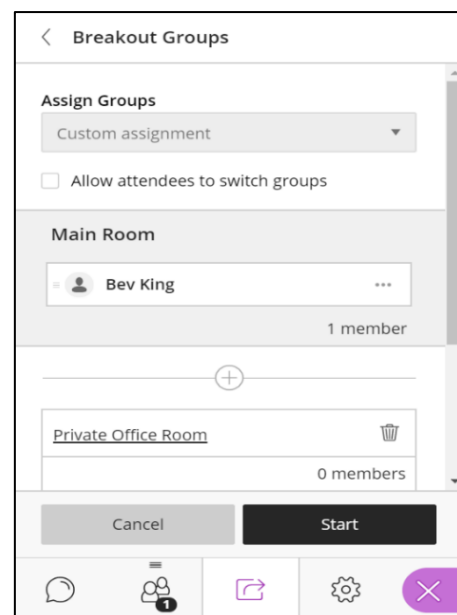 Breakout Groups
Assign Groups
Custom assignment
Allow attendees to switch groups
Main Room
Bev King
1 member
Private Office Room
0 members
Cancel Start
1